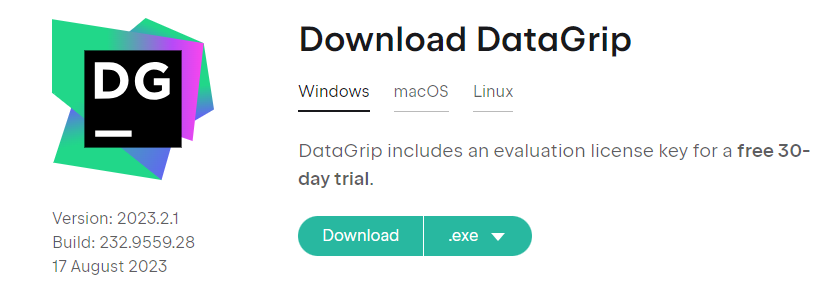 DG
Download DataGrip
Windows macOS Linux
DataGrip includes an evaluation license key for a free 30-
day trial.
Download .exe
Version: 2023.2.1
Build: 232.9559.28
17 August 2023